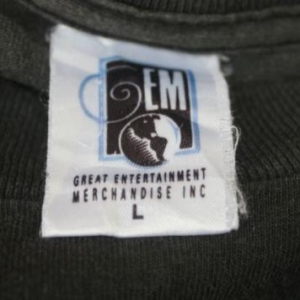 GEM
GREAT ENTERTAINMENT
MERCHANDISE INC
L